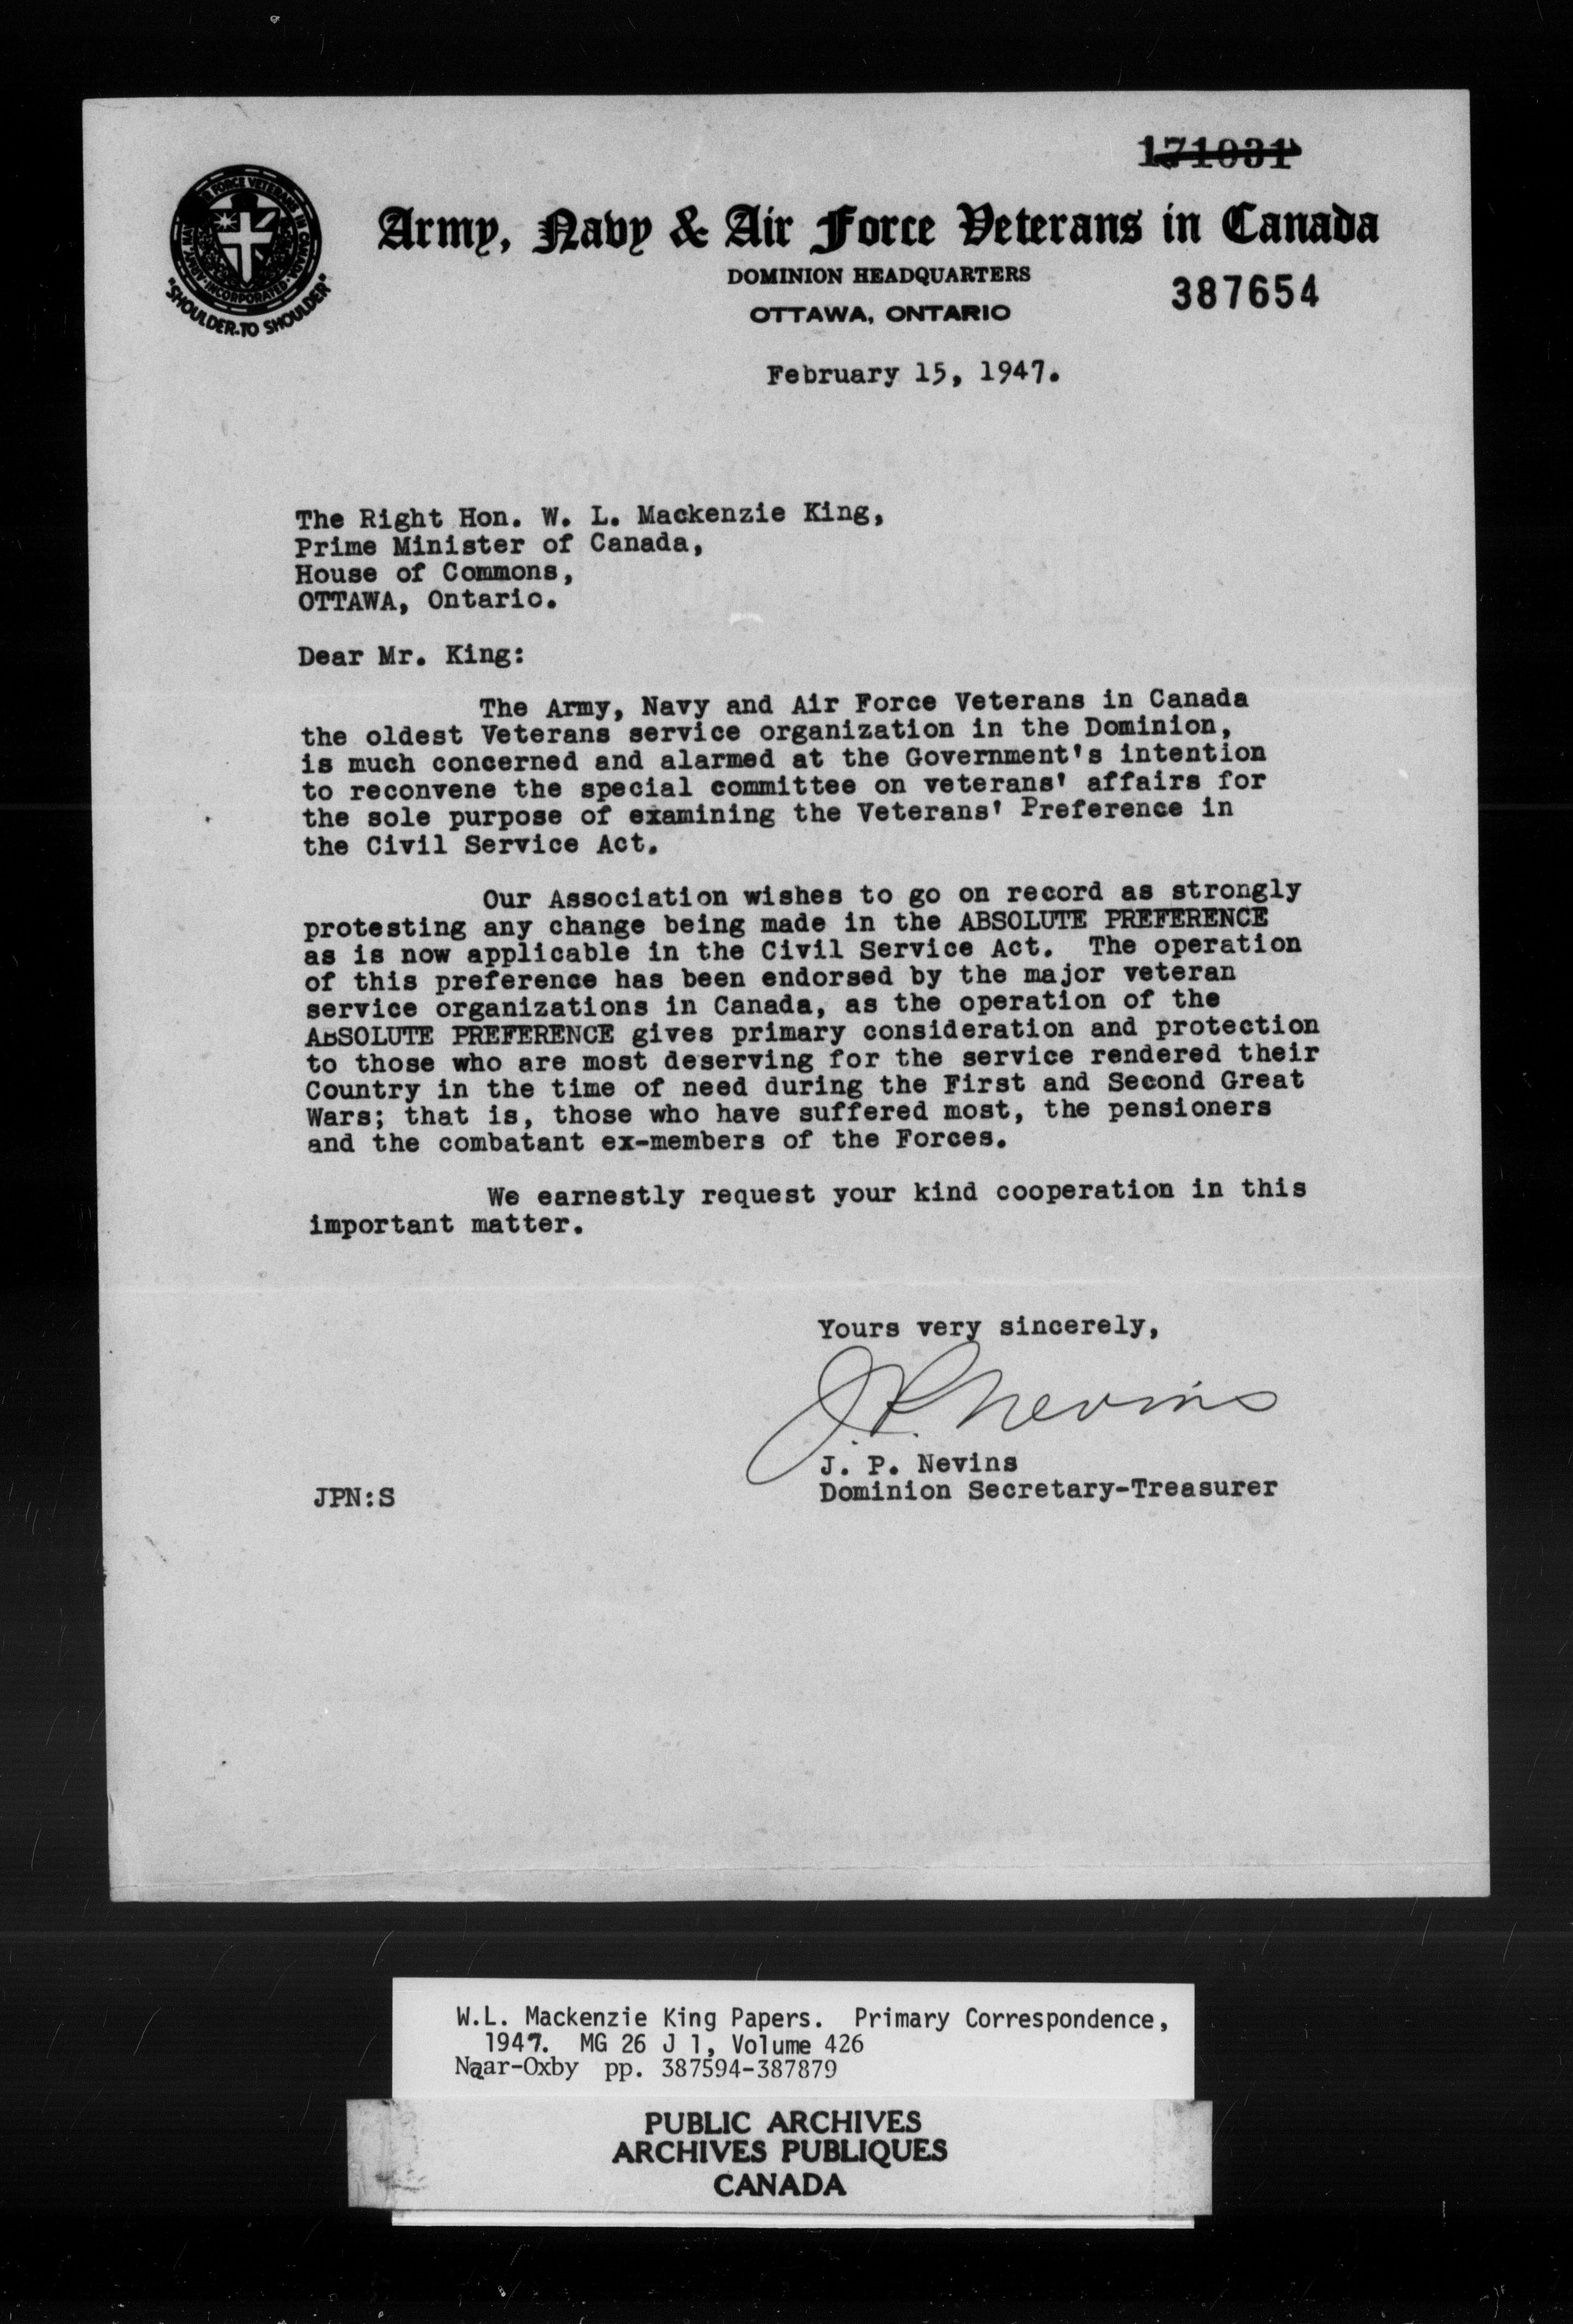 171031
Army, Navy & Air Force Veterans in Canada
DOMINION HEADQUARTERS
OTTAWA, ONTARIO
387654
FORCE VETERANS IN CANADA
ARMY
INCORPORATED
"SHOULDER-TO SHOULDER"
February 15, 1947.
The Right Hon. W. L. Mackenzie King,
Prime Minister of Canada,
House of Commons,
OTTAWA, Ontario.
Dear Mr. King:
The Army, Navy and Air Force Veterans in Canada
the oldest Veterans service organization in the Dominion,
is much concerned and alarmed at the Government's intention
to reconvene the special committee on veterans' affairs for
the sole purpose of examining the Veterans' Preference in
the Civil Service Act.
Our Association wishes to go on record as strongly
protesting any change being made in the ABSOLUTE PREFERENCE
as is now applicable in the Civil Service Act. The operation
of this preference has been endorsed by the major veteran
service organizations in Canada, as the operation of the
ABSOLUTE PREFERENCE gives primary consideration and protection
to those who are most deserving for the service rendered their
Country in the time of need during the First and Second Great
Wars; that is, those who have suffered most, the pensioners
and the combatant ex-members of the Forces.
We earnestly request your kind cooperation in this
important matter.
Yours very sincerely,
J.P. Nevins
J. P. Nevins
Dominion Secretary-Treasurer
JPN:S
W.L. Mackenzie King Papers. Primary Correspondence,
1947. MG 26 J 1, Volume 426
Naar-Oxby pp. 387594-387879
PUBLIC ARCHIVES
ARCHIVES PUBLIQUES
CANADA